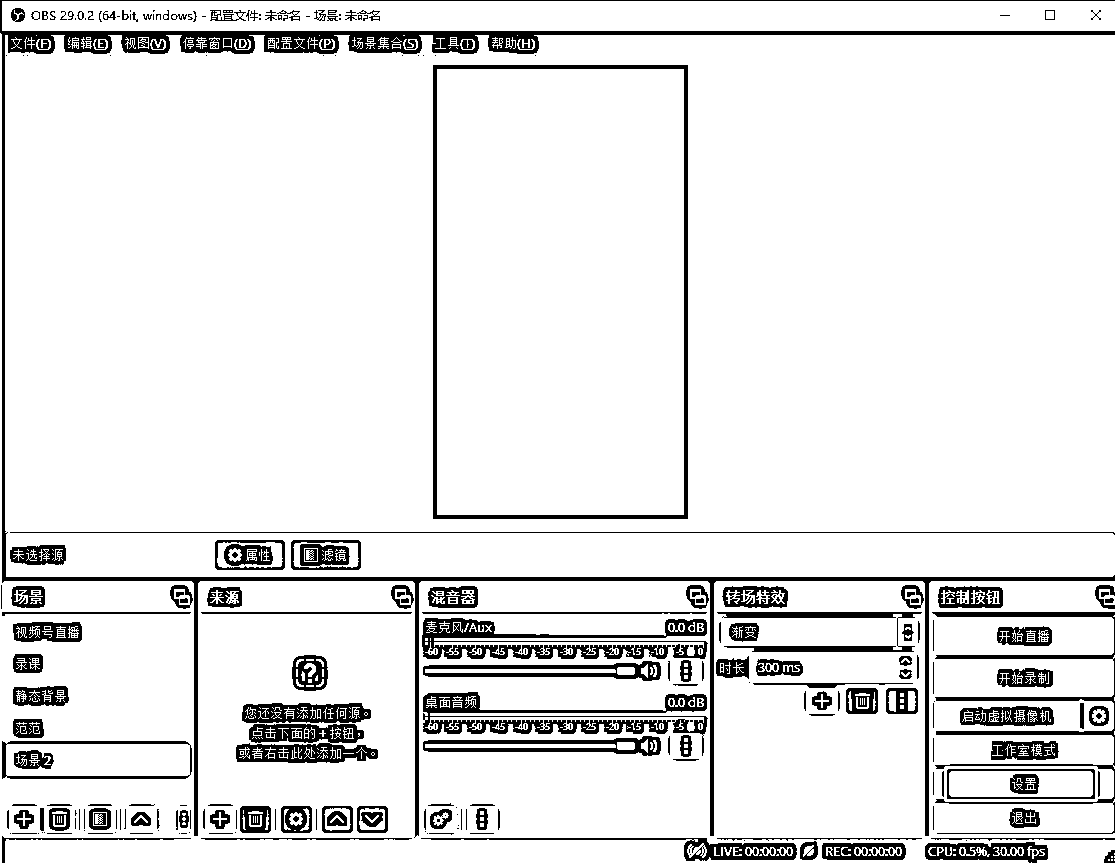 OBS 29.0.2 (64-bit, windows) - 配置文件: 未命名 - 场景: 未命名
文件(F) 编辑(E) 视图(V) 停靠窗口(D) 配置文件(P) 场景集合(S) 工具(T) 帮助(H)
未选择源 属性 滤镜
场景
视频号直播
录课
静态背景
范范
场景 2
来源
您还没有添加任何源。
点击下面的 + 按钮,
或者右击此处添加一个。
混音器
麦克风/Aux 0.0 dB
-60 -55 -50 -45 -40 -35 -30 -25 -20 -15 -10 -5 0
桌面音频 0.0 dB
-60 -55 -50 -45 -40 -35 -30 -25 -20 -15 -10 -5 0
转场特效
渐变
时长 300 ms
控制按钮
开始直播
开始录制
启动虚拟摄像机
工作室模式
设置
退出
LIVE: 00:00:00 REC: 00:00:00 CPU: 0.5%, 30.00 fps